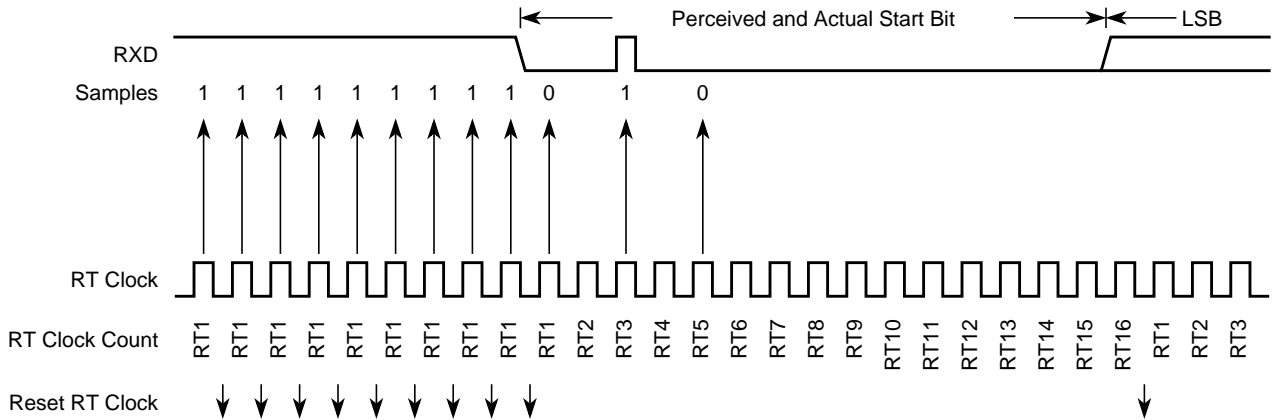 Perceived and Actual Start Bit LSB
RXD
Samples 1 1 1 1 1 1 1 1 1 0 1 0
RT Clock
RT Clock Count RT1 RT1 RT1 RT1 RT1 RT1 RT1 RT1 RT1 RT1 RT2 RT3 RT4 RT5 RT6 RT7 RT8 RT9 RT10 RT11 RT12 RT13 RT14 RT15 RT16 RT1 RT2 RT3
Reset RT Clock